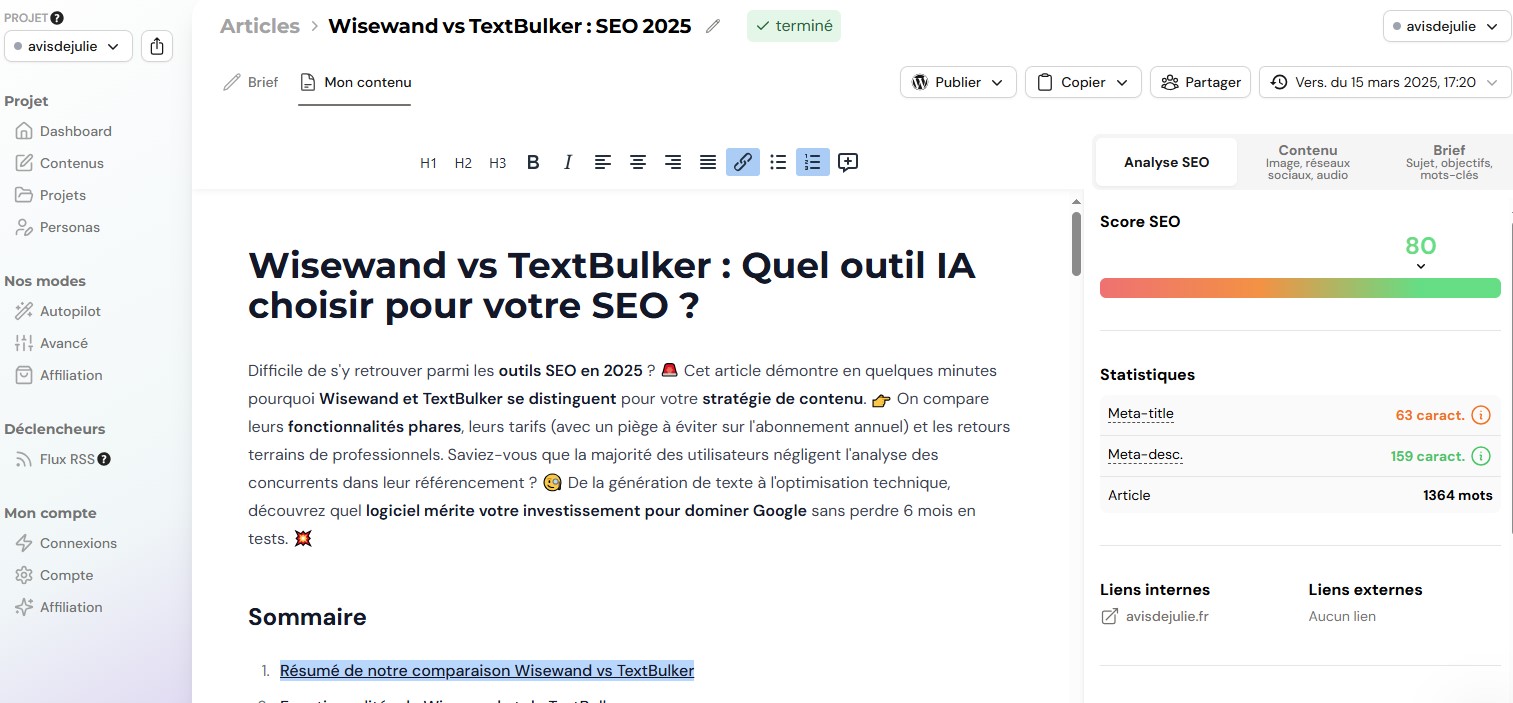 PROJET ?
avisdejulie
Projet
Dashboard
Contenus
Projets
Personas
Nos modes
Autopilot
Avancé
Affiliation
Déclencheurs
Flux RSS ?
Mon compte
Connexions
Compte
Affiliation
Articles > Wisewand vs TextBulker : SEO 2025
terminé
avisdejulie
Brief
Mon contenu
Publier
Copier
Partager
Vers. du 15 mars 2025, 17:20
H1 H2 H3 B I
Wisewand vs TextBulker : Quel outil IA
choisir pour votre SEO ?
Difficile de s'y retrouver parmi les outils SEO en 2025 ? 🚨 Cet article démontre en quelques minutes
pourquoi Wisewand et TextBulker se distinguent pour votre stratégie de contenu. 👉 On compare
leurs fonctionnalités phares, leurs tarifs (avec un piège à éviter sur l'abonnement annuel) et les retours
terrains de professionnels. Saviez-vous que la majorité des utilisateurs négligent l'analyse des
concurrents dans leur référencement ? 🧐 De la génération de texte à l'optimisation technique,
découvrez quel logiciel mérite votre investissement pour dominer Google sans perdre 6 mois en
tests. 💥
Sommaire
1. Résumé de notre comparaison Wisewand vs TextBulker
Analyse SEO
Contenu
Image, réseaux
sociaux, audio
Brief
Sujet, objectifs,
mots-clés
Score SEO
80
Statistiques
Meta-title 63 caract.
Meta-desc. 159 caract.
Article 1364 mots
Liens internes
avisdejulie.fr
Liens externes
Aucun lien